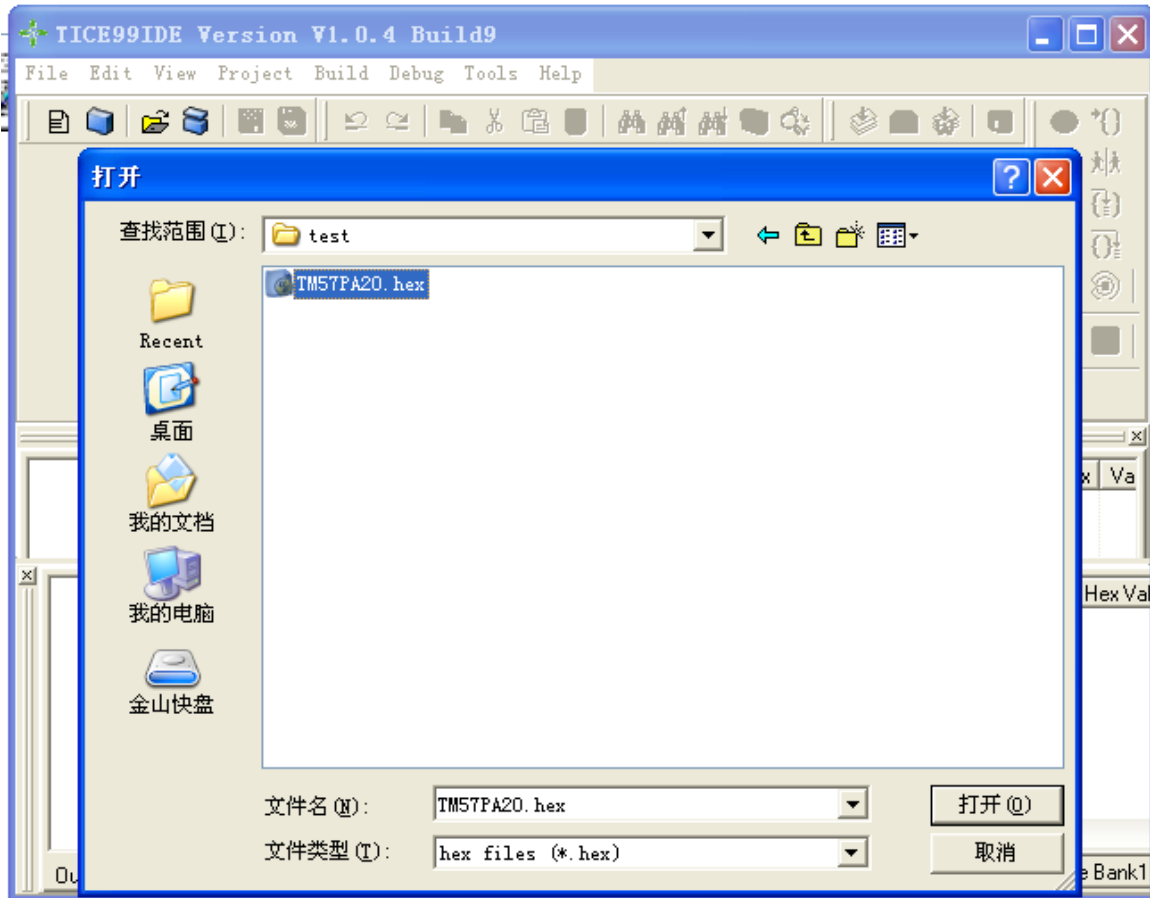 TICE99IDE Version V1.0.4 Build9
File Edit View Project Build Debug Tools Help
打开
查找范围(I):
test
TM57PA20.hex
Recent
桌面
我的文档
我的电脑
金山快盘
x Va
Hex Val
文件名(N):
TM57PA20.hex
打开(O)
文件类型(T):
hex files (*.hex)
取消
Ou
e Bank1